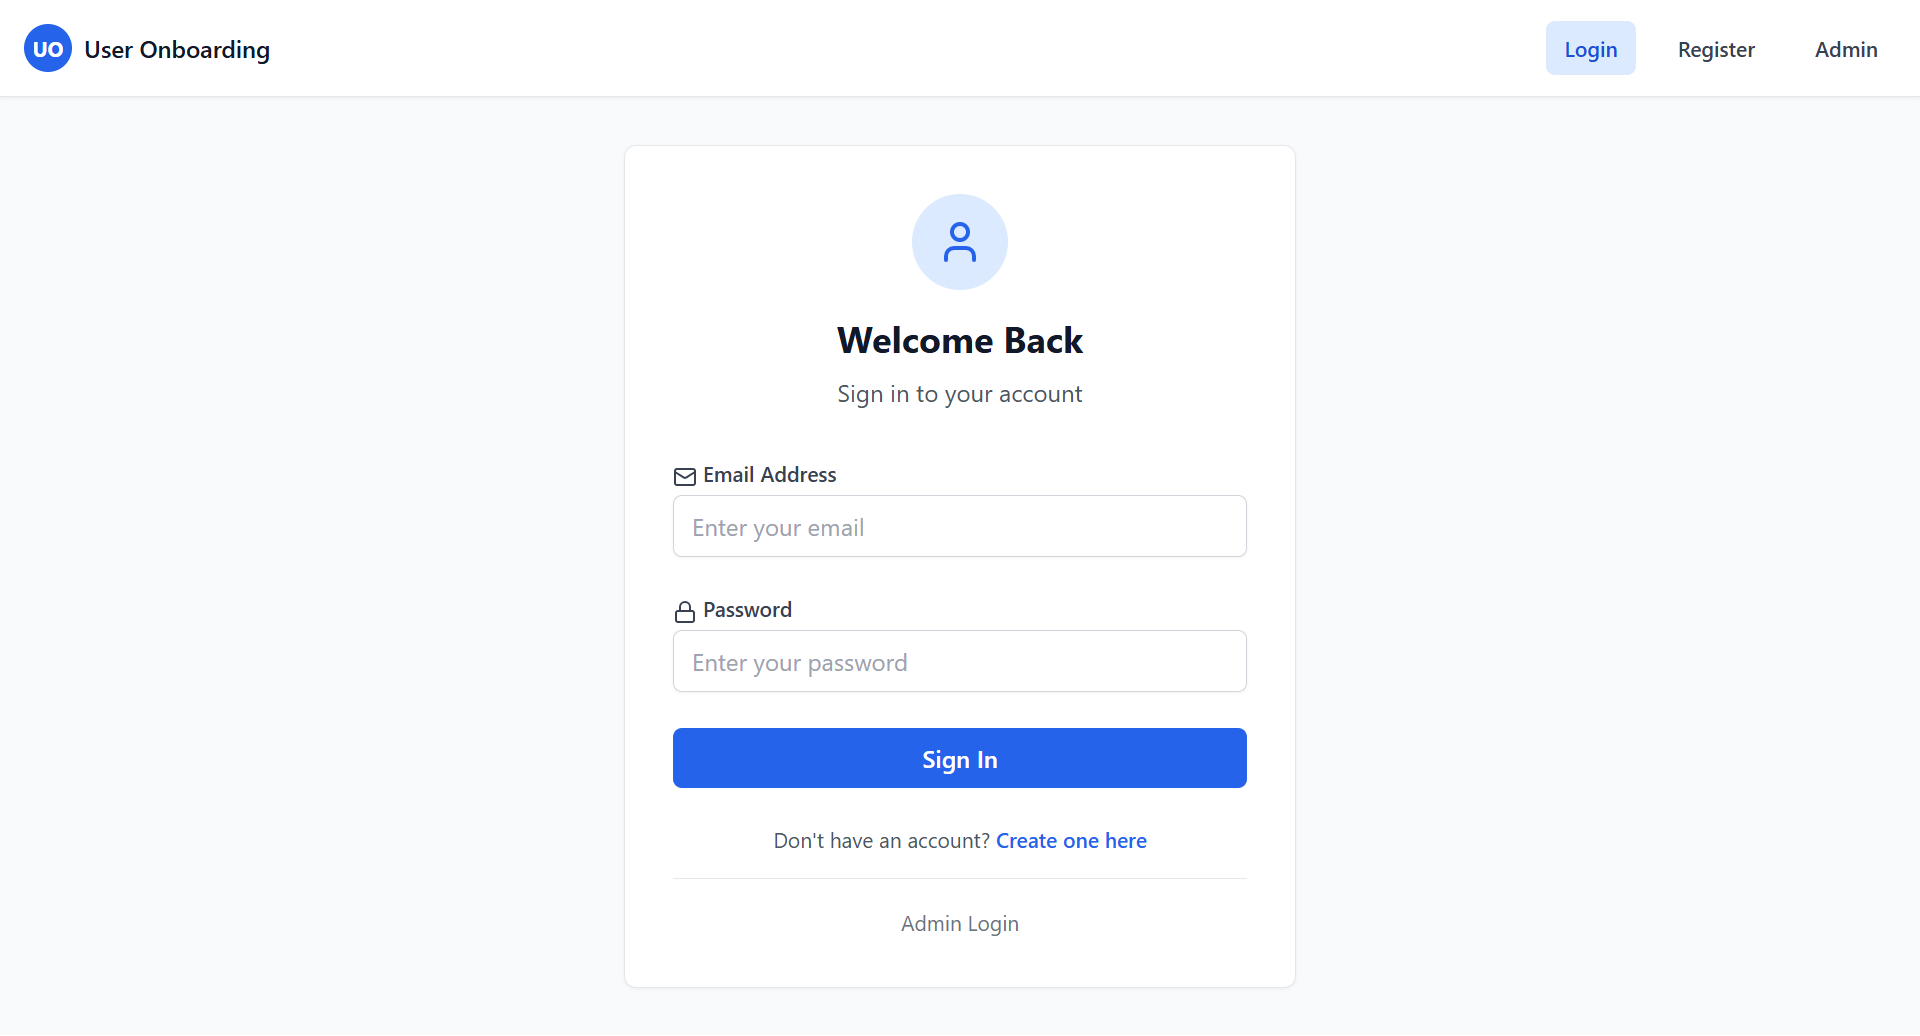 UO User Onboarding
Login Register Admin
Welcome Back
Sign in to your account
Email Address
Enter your email
Password
Enter your password
Sign In
Don't have an account? Create one here
Admin Login